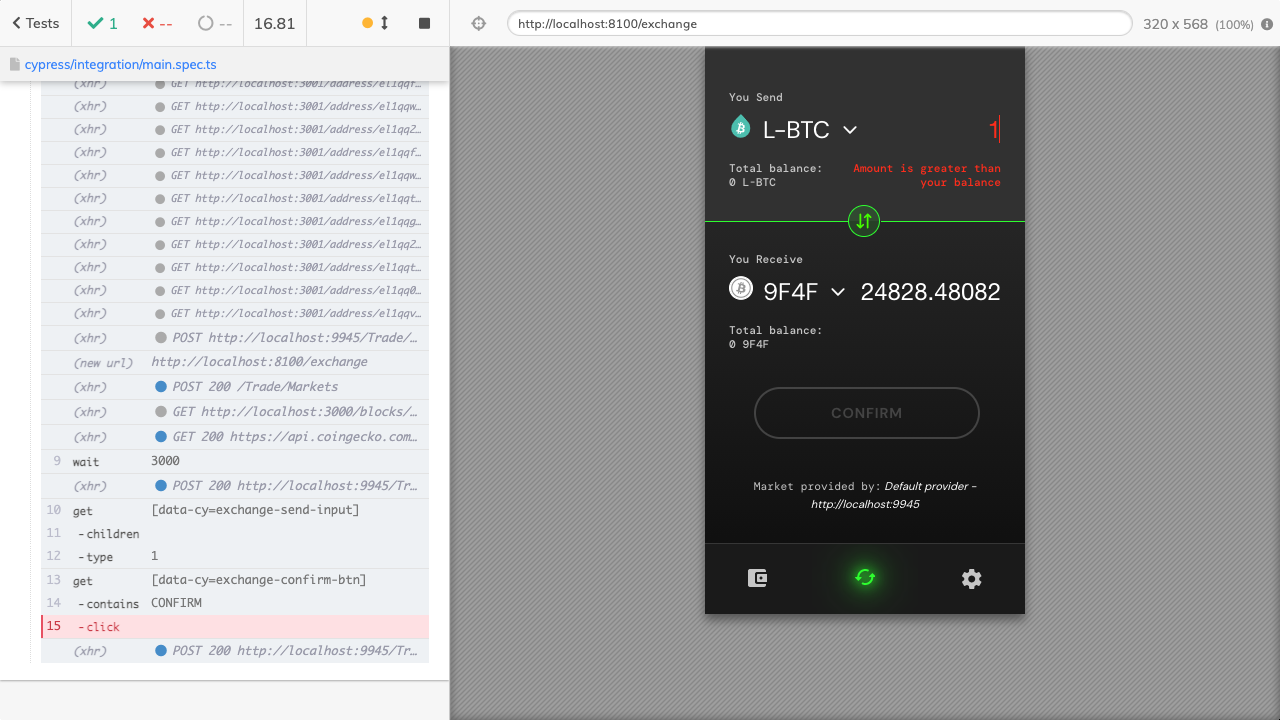 Tests
1
--
--
16.81
http://localhost:8100/exchange
320 x 568 (100%)
cypress/integration/main.spec.ts
(xhr) GET http://localhost:3001/address/el1qqf…
(xhr) GET http://localhost:3001/address/el1qqw…
(xhr) GET http://localhost:3001/address/el1qq2…
(xhr) GET http://localhost:3001/address/el1qqf…
(xhr) GET http://localhost:3001/address/el1qqw…
(xhr) GET http://localhost:3001/address/el1qqt…
(xhr) GET http://localhost:3001/address/el1qqg…
(xhr) GET http://localhost:3001/address/el1qq2…
(xhr) GET http://localhost:3001/address/el1qqt…
(xhr) GET http://localhost:3001/address/el1qq0…
(xhr) GET http://localhost:3001/address/el1qqv…
(xhr) POST http://localhost:9945/Trade/…
(new url) http://localhost:8100/exchange
(xhr) POST 200 /Trade/Markets
(xhr) GET http://localhost:3000/blocks/…
(xhr) GET 200 https://api.coingecko.com…
9 wait 3000
(xhr) POST 200 http://localhost:9945/Tr…
10 get [data-cy=exchange-send-input]
11 -children
12 -type 1
13 get [data-cy=exchange-confirm-btn]
14 -contains CONFIRM
15 -click
(xhr) POST 200 http://localhost:9945/Tr…
You Send
L-BTC 1
Total balance: Amount is greater than
0 L-BTC your balance
You Receive
9F4F 24828.48082
Total balance:
0 9F4F
CONFIRM
Market provided by: Default provider -
http://localhost:9945